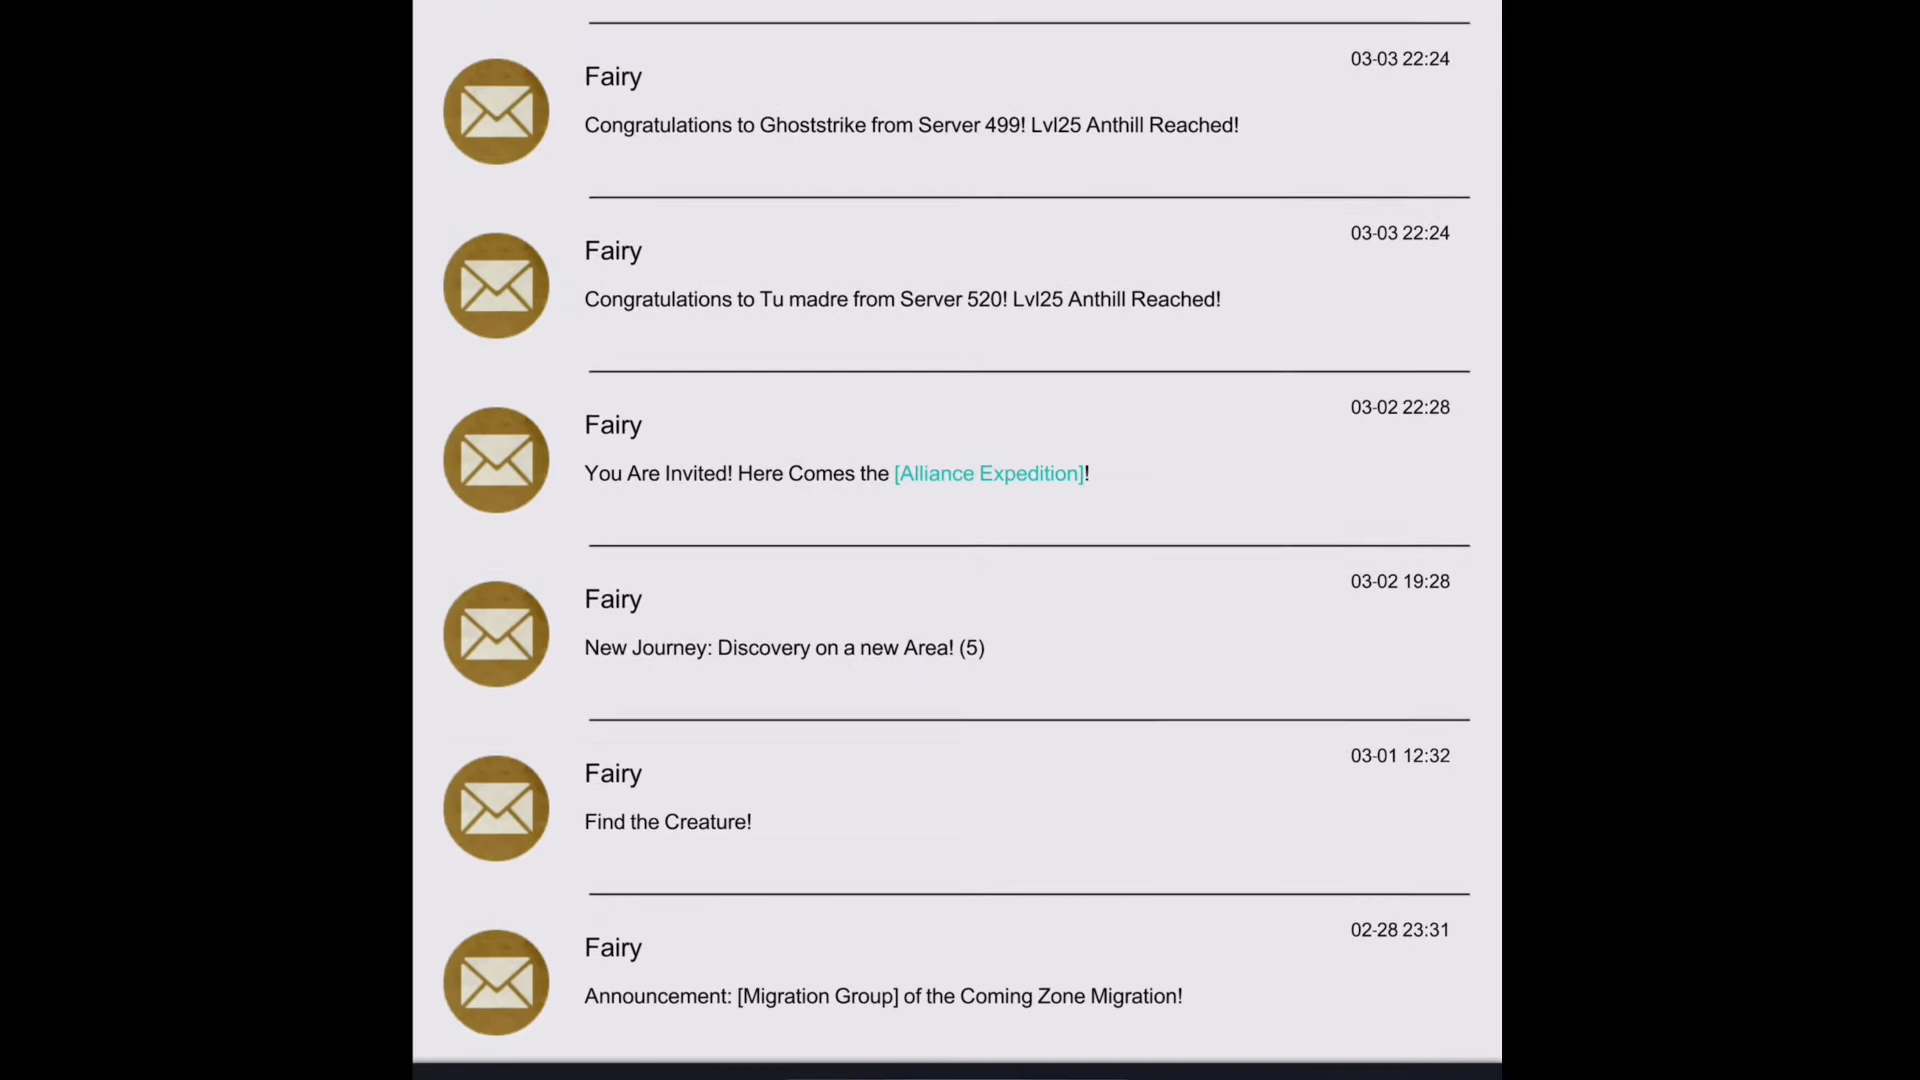 03-03 22:24
Fairy
Congratulations to Ghoststrike from Server 499! Lvl25 Anthill Reached!
03-03 22:24
Fairy
Congratulations to Tu madre from Server 520! Lvl25 Anthill Reached!
03-02 22:28
Fairy
You Are Invited! Here Comes the [Alliance Expedition]!
03-02 19:28
Fairy
New Journey: Discovery on a new Area! (5)
03-01 12:32
Fairy
Find the Creature!
02-28 23:31
Fairy
Announcement: [Migration Group] of the Coming Zone Migration!